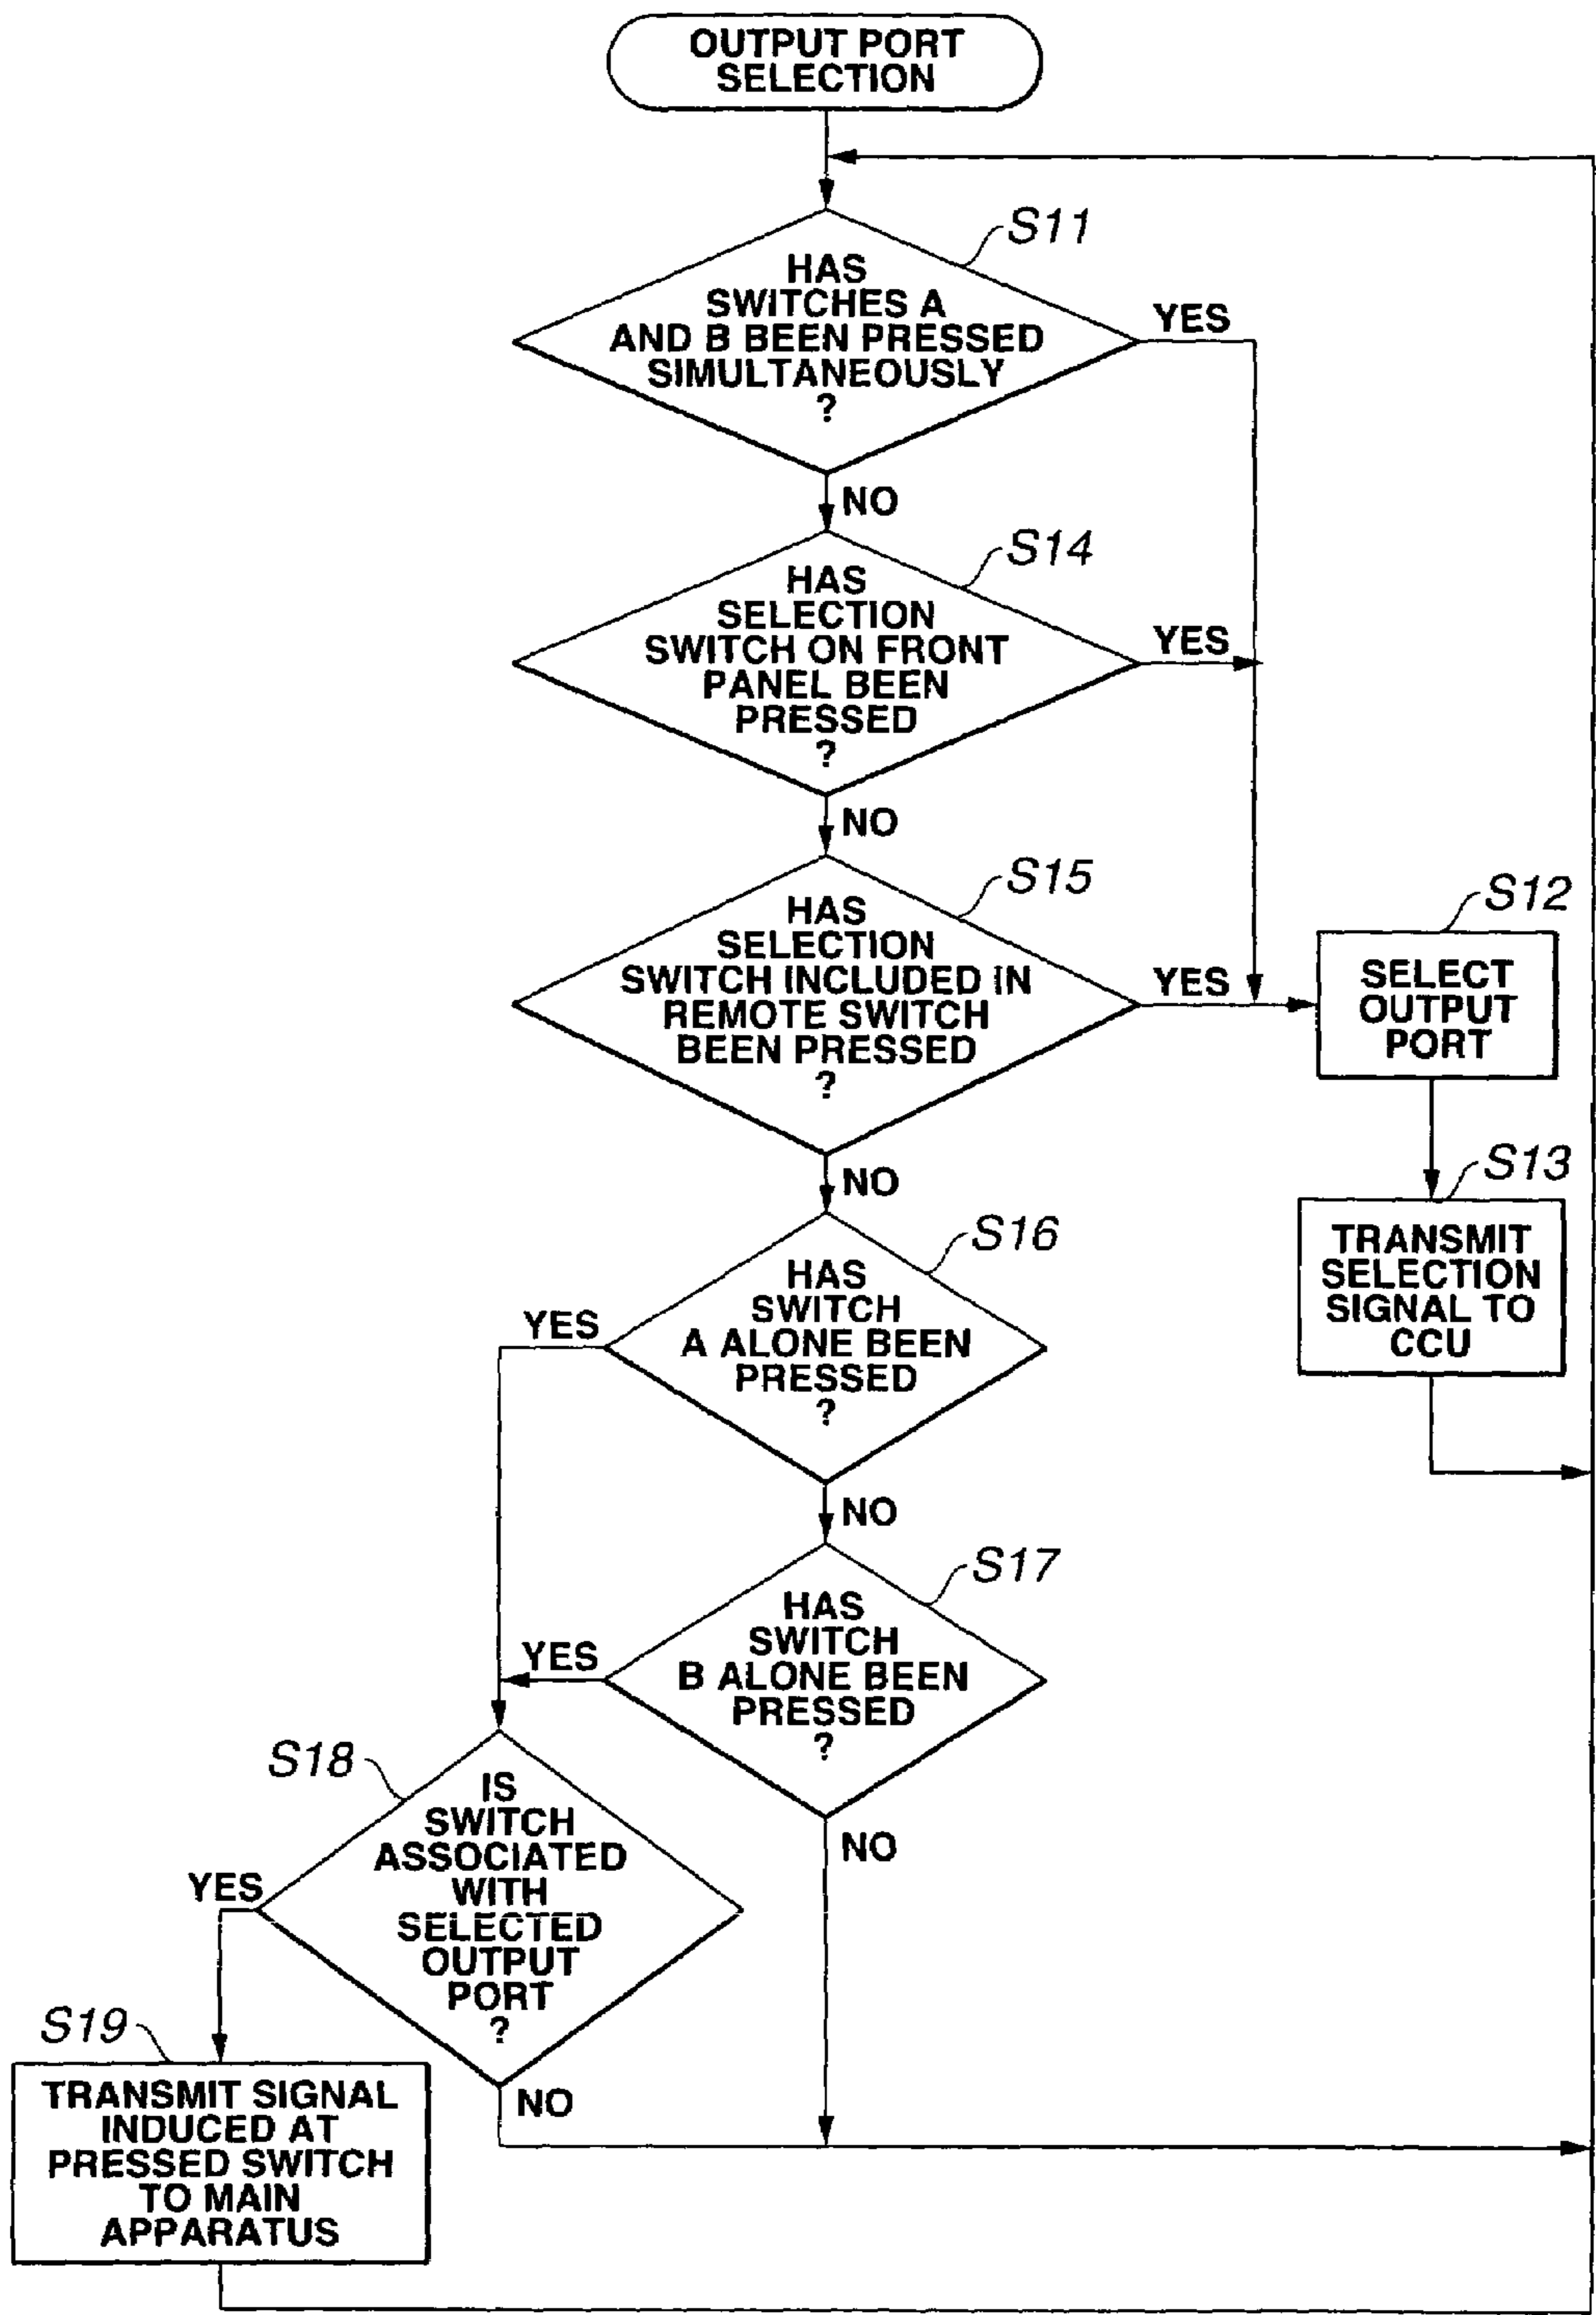 OUTPUT PORT
SELECTION
S11
HAS
SWITCHES A
AND B BEEN PRESSED
SIMULTANEOUSLY
?
YES
NO
S14
HAS
SELECTION
SWITCH ON FRONT
PANEL BEEN
PRESSED
?
YES
NO
S15
HAS
SELECTION
SWITCH INCLUDED IN
REMOTE SWITCH
BEEN PRESSED
?
YES
NO
S12
SELECT
OUTPUT
PORT
S13
TRANSMIT
SELECTION
SIGNAL TO
CCU
S16
HAS
SWITCH
A ALONE BEEN
PRESSED
?
YES
NO
S17
HAS
SWITCH
B ALONE BEEN
PRESSED
?
YES
NO
S18
IS
SWITCH
ASSOCIATED
WITH
SELECTED
OUTPUT
PORT
?
YES
NO
S19
TRANSMIT SIGNAL
INDUCED AT
PRESSED SWITCH
TO MAIN
APPARATUS